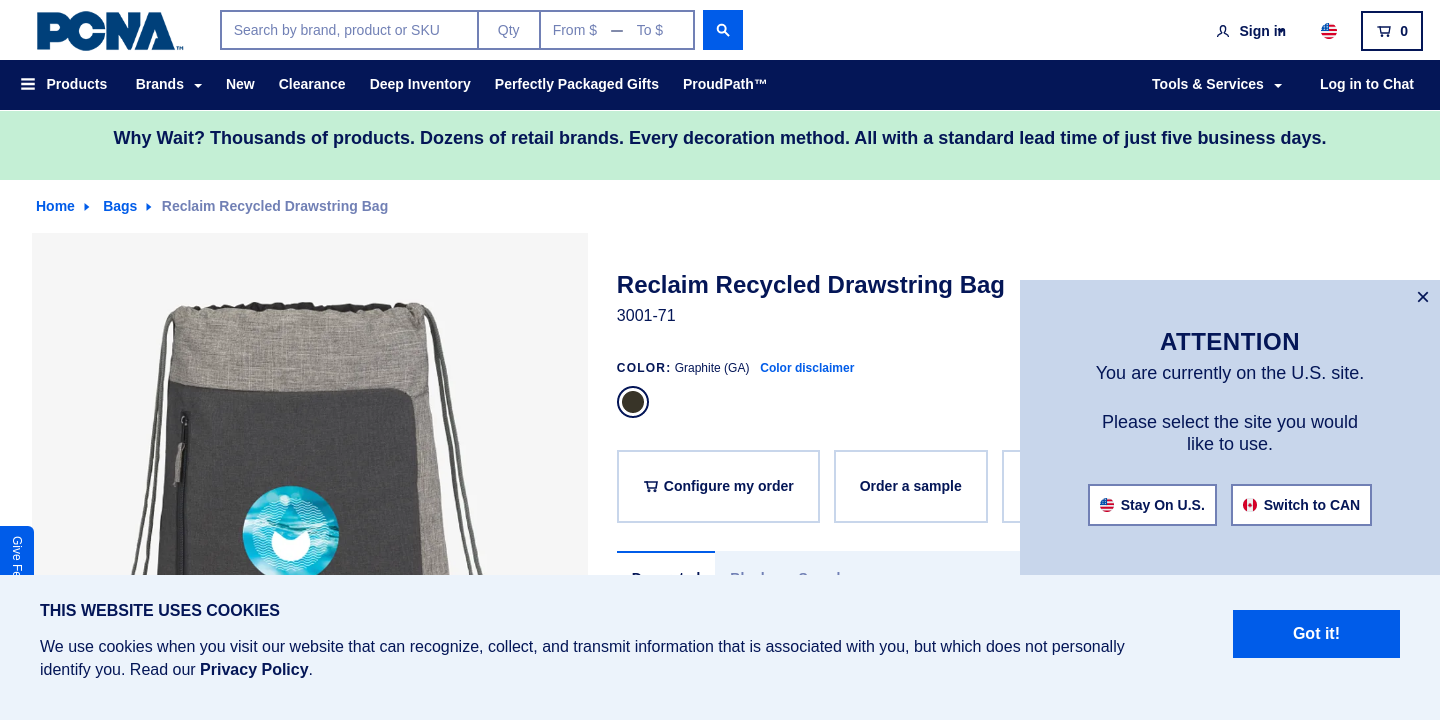 PCNA™
Search by brand, product or SKU
Qty
From $
To $
Sign in
0
Products
Brands
New
Clearance
Deep Inventory
Perfectly Packaged Gifts
ProudPath™
Tools & Services
Log in to Chat
Why Wait? Thousands of products. Dozens of retail brands. Every decoration method. All with a standard lead time of just five business days.
Home
Bags
Reclaim Recycled Drawstring Bag
Reclaim Recycled Drawstring Bag
3001-71
COLOR: Graphite (GA) Color disclaimer
Configure my order
Order a sample
×
ATTENTION
You are currently on the U.S. site.
Please select the site you would
like to use.
Stay On U.S.
Switch to CAN
Give
THIS WEBSITE USES COOKIES
We use cookies when you visit our website that can recognize, collect, and transmit information that is associated with you, but which does not personally
identify you. Read our Privacy Policy.
Got it!